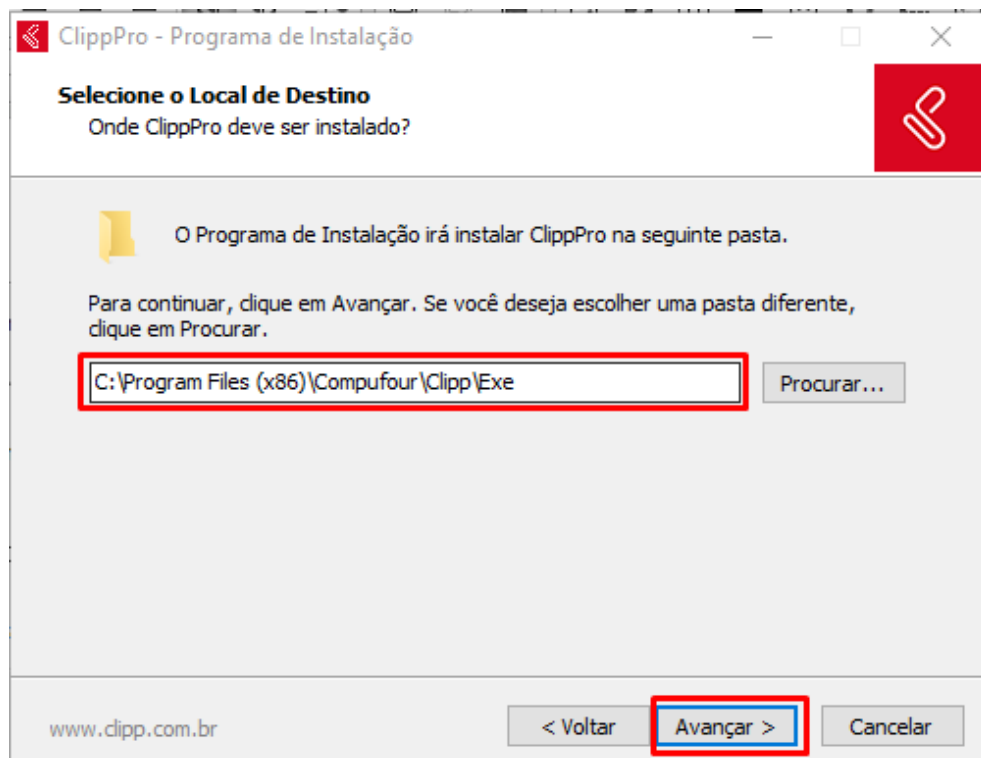 ClippPro - Programa de Instalação
Selecione o Local de Destino
Onde ClippPro deve ser instalado?
O Programa de Instalação irá instalar ClippPro na seguinte pasta.
Para continuar, clique em Avançar. Se você deseja escolher uma pasta diferente,
clique em Procurar.
C:\Program Files (x86)\Compufour\Clipp\Exe
Procurar...
www.clipp.com.br
< Voltar
Avançar >
Cancelar